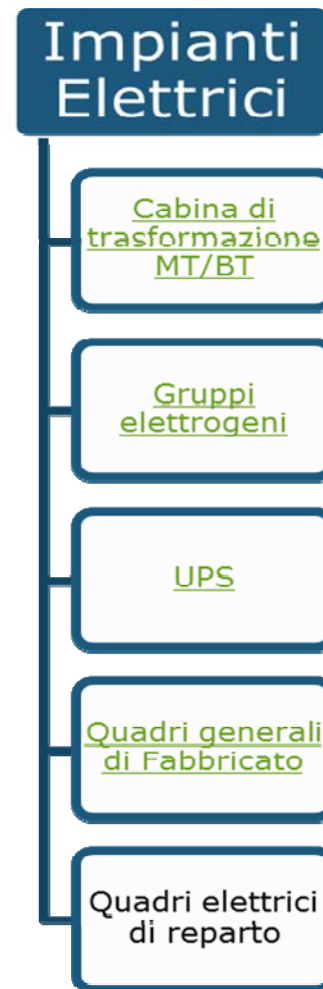 Impianti
Elettrici
Cabina di
trasformazione
MT/BT
Gruppi
elettrogeni
UPS
Quadri generali
di Fabbricato
Quadri elettrici
di reparto